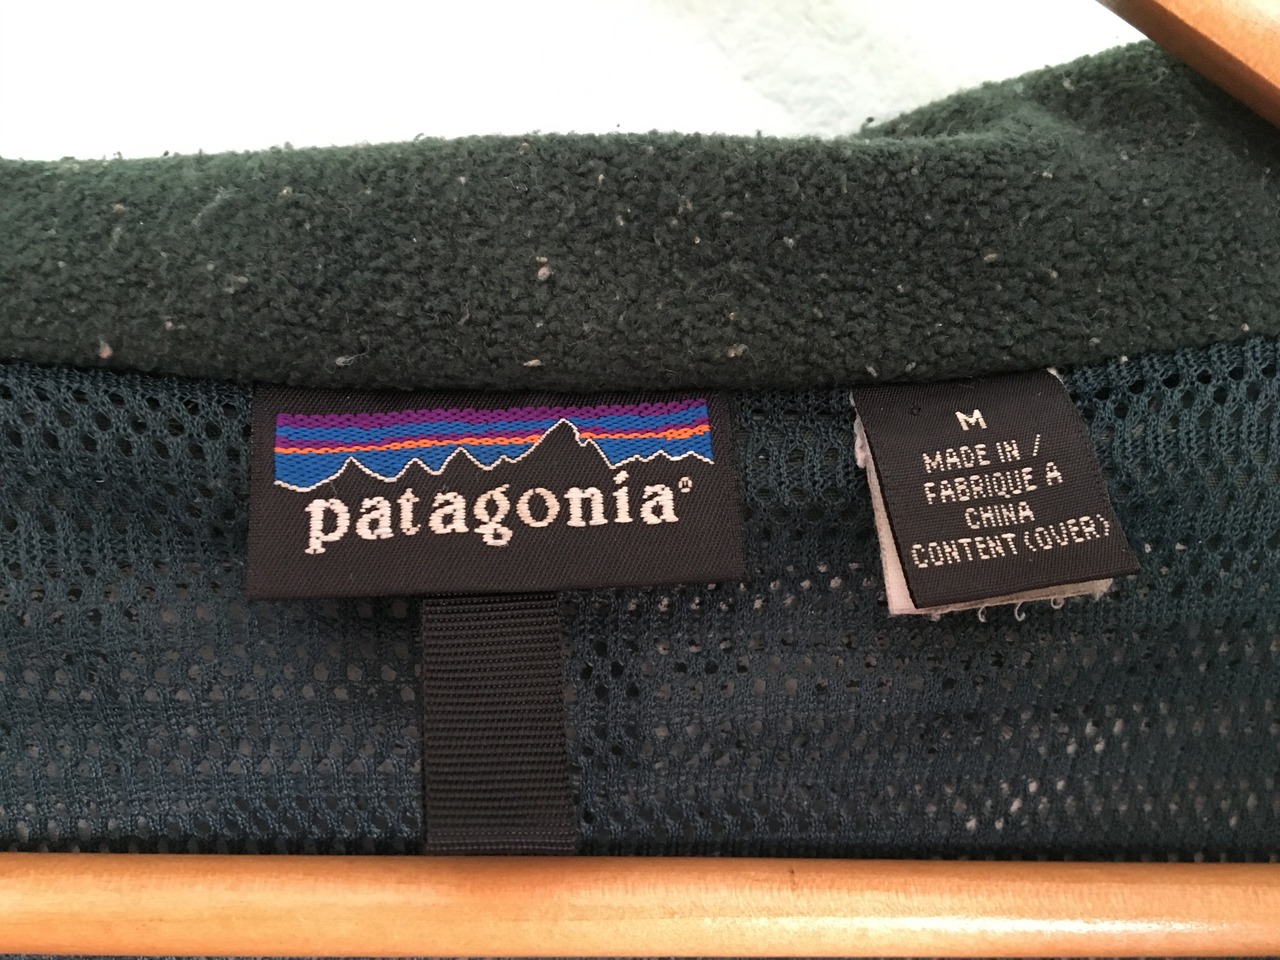 patagonia®
M
MADE IN /
FABRIQUE A
CHINA
CONTENT (OVER)